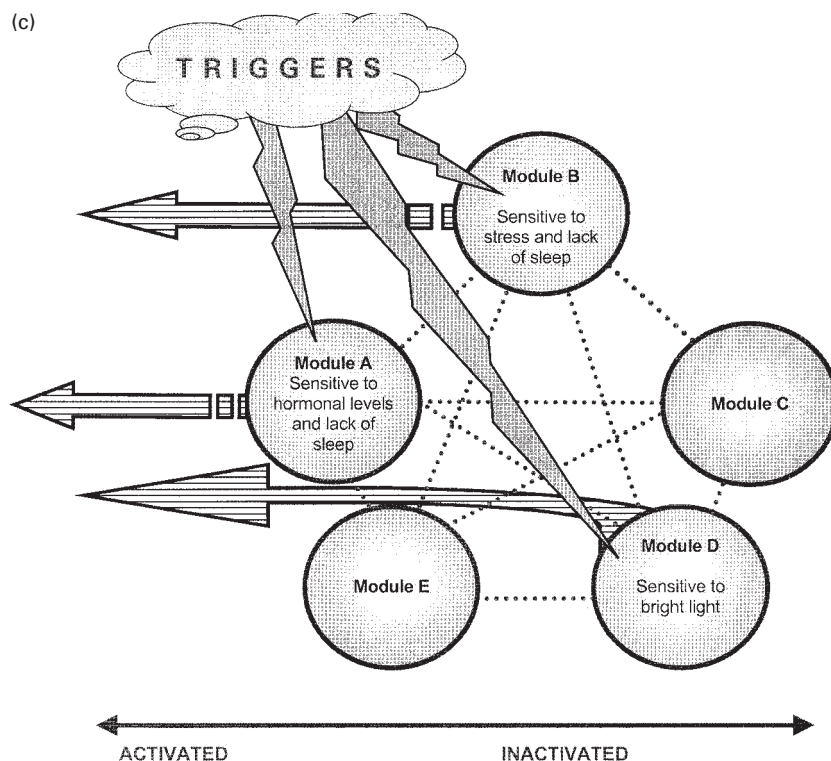 (c)
TRIGGERS
Module B
Sensitive to
stress and lack
of sleep
Module A
Sensitive to
hormonal levels
and lack of
sleep
Module C
Module E
Module D
Sensitive to
bright light
ACTIVATED
INACTIVATED